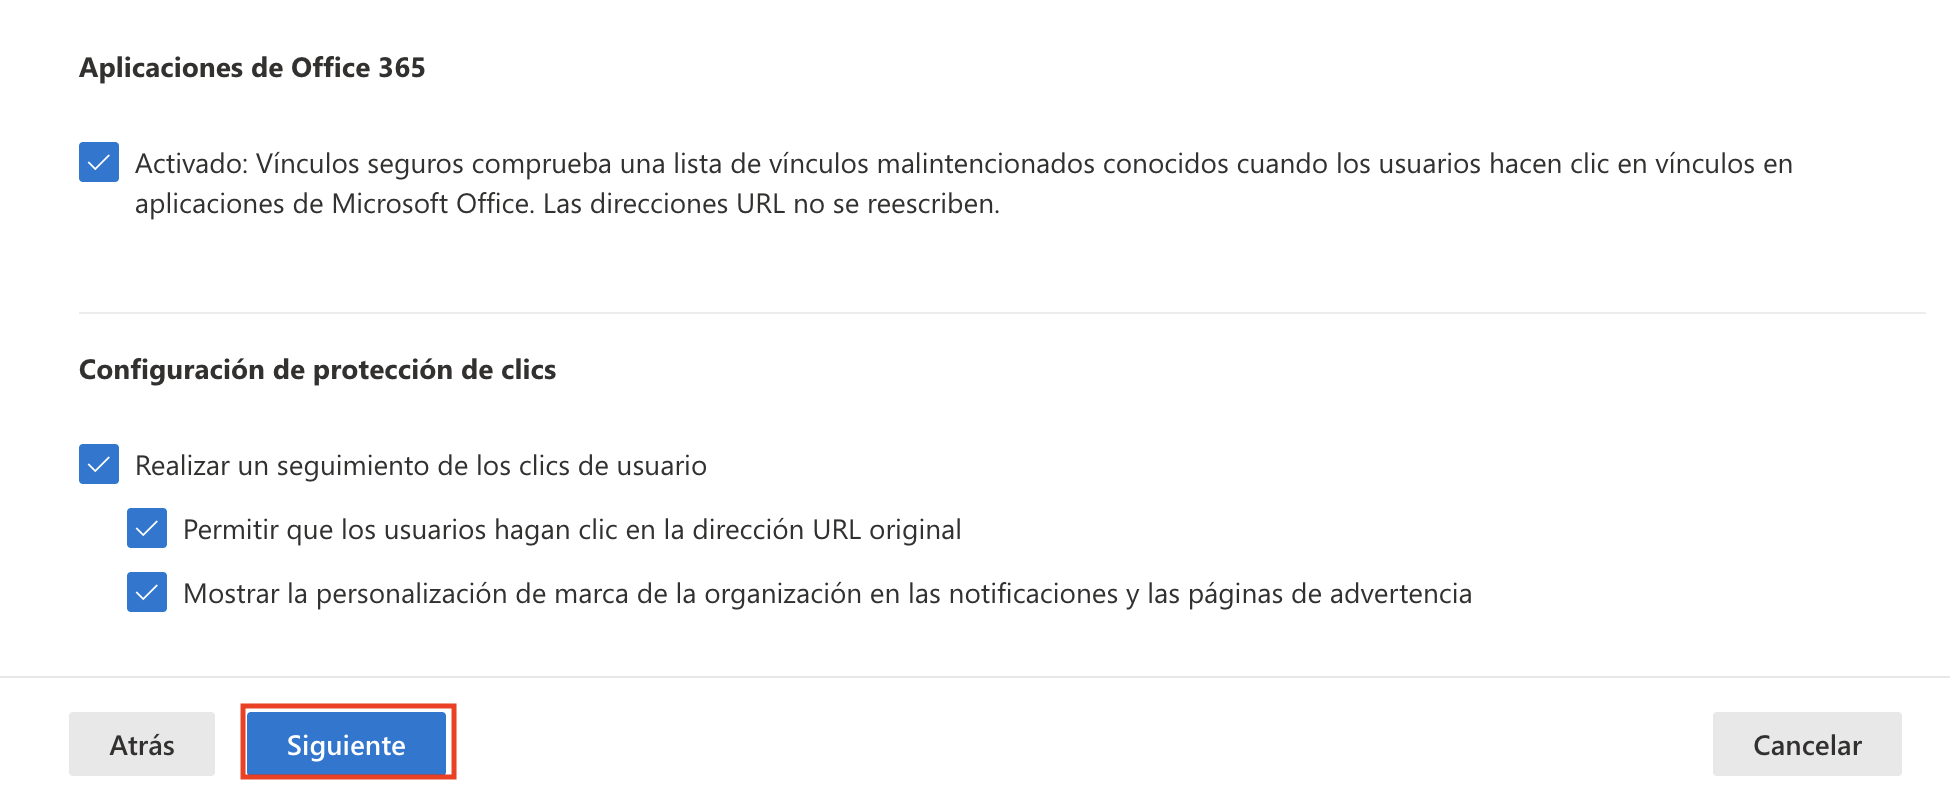 Aplicaciones de Office 365
Activado: Vínculos seguros comprueba una lista de vínculos malintencionados conocidos cuando los usuarios hacen clic en vínculos en
aplicaciones de Microsoft Office. Las direcciones URL no se reescriben.
Configuración de protección de clics
Realizar un seguimiento de los clics de usuario
Permitir que los usuarios hagan clic en la dirección URL original
Mostrar la personalización de marca de la organización en las notificaciones y las páginas de advertencia
Atrás
Siguiente
Cancelar